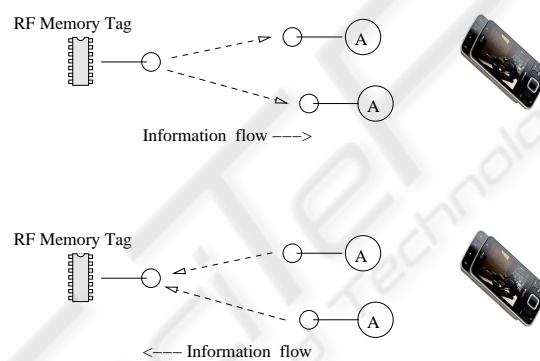 RF Memory Tag
A
A
Information flow --->
RF Memory Tag
A
A
<--- Information flow